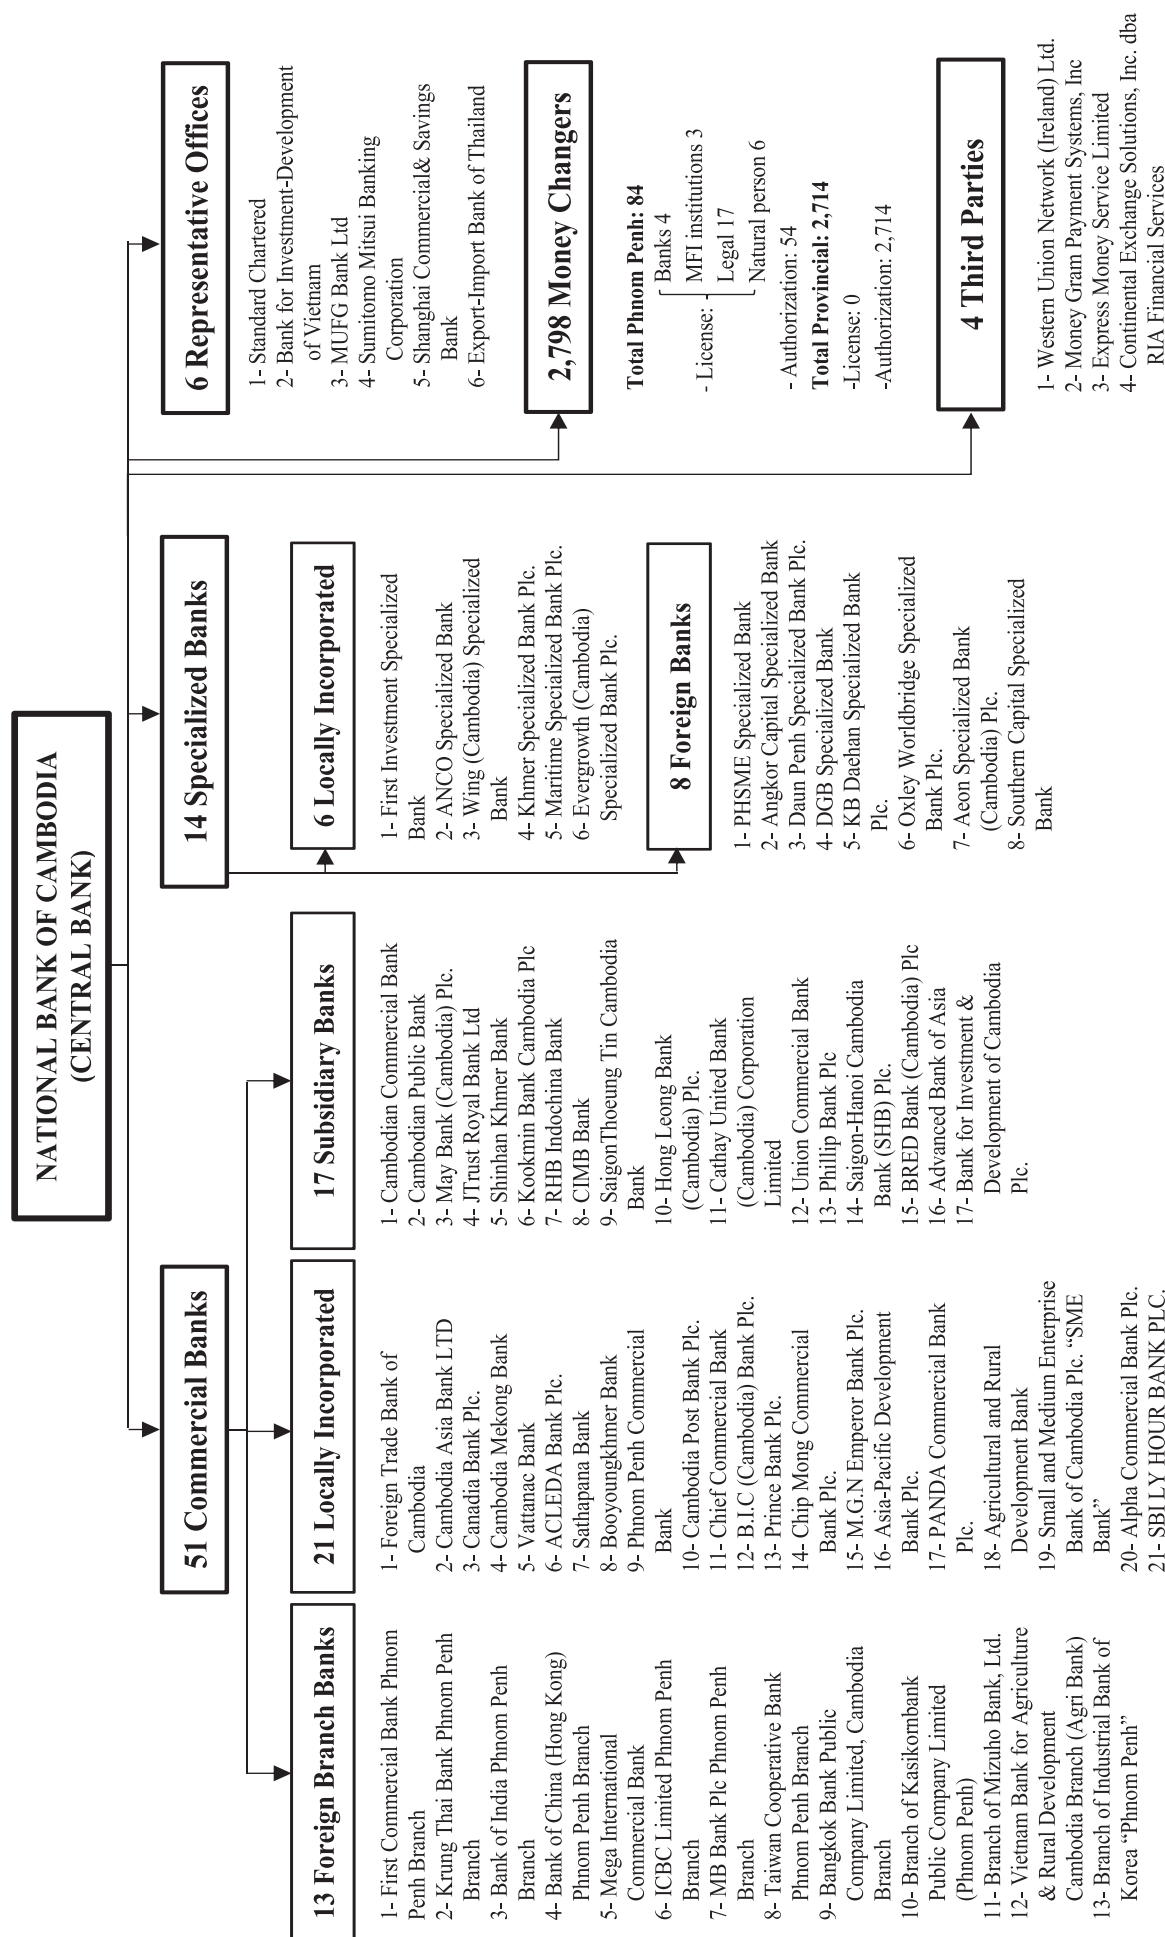 NATIONAL BANK OF CAMBODIA
(CENTRAL BANK)
51 Commercial Banks
13 Foreign Branch Banks
1- First Commercial Bank Phnom
Penh Branch
2- Krung Thai Bank Phnom Penh
Branch
3- Bank of India Phnom Penh
Branch
4- Bank of China (Hong Kong)
Phnom Penh Branch
5- Mega International
Commercial Bank
6- ICBC Limited Phnom Penh
Branch
7- MB Bank Plc Phnom Penh
Branch
8- Taiwan Cooperative Bank
Phnom Penh Branch
9- Bangkok Bank Public
Company Limited, Cambodia
Branch
10- Branch of Kasikornbank
Public Company Limited
(Phnom Penh)
11- Branch of Mizuho Bank, Ltd.
12- Vietnam Bank for Agriculture
& Rural Development
Cambodia Branch (Agri Bank)
13- Branch of Industrial Bank of
Korea “Phnom Penh”
21 Locally Incorporated
1- Foreign Trade Bank of
Cambodia
2- Cambodia Asia Bank LTD
3- Canadia Bank Plc.
4- Cambodia Mekong Bank
5- Vattanac Bank
6- ACLEDA Bank Plc.
7- Sathapana Bank
8- Booyoungkhmer Bank
9- Phnom Penh Commercial
Bank
10- Cambodia Post Bank Plc.
11- Chief Commercial Bank
12- B.I.C (Cambodia) Bank Plc.
13- Prince Bank Plc.
14- Chip Mong Commercial
Bank Plc.
15- M.G.N Emperor Bank Plc.
16- Asia-Pacific Development
Bank Plc.
17- PANDA Commercial Bank
Plc.
18- Agricultural and Rural
Development Bank
19- Small and Medium Enterprise
Bank of Cambodia Plc. “SME
Bank”
20- Alpha Commercial Bank Plc.
21- SBI LY HOUR BANK PLC.
17 Subsidiary Banks
1- Cambodian Commercial Bank
2- Cambodian Public Bank
3- May Bank (Cambodia) Plc.
4- JTrust Royal Bank Ltd
5- Shinhan Khmer Bank
6- Kookmin Bank Cambodia Plc
7- RHB Indochina Bank
8- CIMB Bank
9- SaigonThoeung Tin Cambodia
Bank
10- Hong Leong Bank
(Cambodia) Plc.
11- Cathay United Bank
(Cambodia) Corporation
Limited
12- Union Commercial Bank
13- Phillip Bank Plc
14- Saigon-Hanoi Cambodia
Bank (SHB) Plc.
15- BRED Bank (Cambodia) Plc
16- Advanced Bank of Asia
17- Bank for Investment &
Development of Cambodia
Plc.
14 Specialized Banks
6 Locally Incorporated
1- First Investment Specialized
Bank
2- ANCO Specialized Bank
3- Wing (Cambodia) Specialized
Bank
4- Khmer Specialized Bank Plc.
5- Maritime Specialized Bank Plc.
6- Evergrowth (Cambodia)
Specialized Bank Plc.
8 Foreign Banks
1- PHSME Specialized Bank
2- Angkor Capital Specialized Bank
3- Daun Penh Specialized Bank Plc.
4- DGB Specialized Bank
5- KB Daehan Specialized Bank
Plc.
6- Oxley Worldbridge Specialized
Bank Plc.
7- Aeon Specialized Bank
(Cambodia) Plc.
8- Southern Capital Specialized
Bank
6 Representative Offices
1- Standard Chartered
2- Bank for Investment-Development
of Vietnam
3- MUFG Bank Ltd
4- Sumitomo Mitsui Banking
Corporation
5- Shanghai Commercial& Savings
Bank
6- Export-Import Bank of Thailand
2,798 Money Changers
Total Phnom Penh: 84
- License:
Banks 4
MFI institutions 3
Legal 17
Natural person 6
- Authorization: 54
Total Provincial: 2,714
-License: 0
-Authorization: 2,714
4 Third Parties
1- Western Union Network (Ireland) Ltd.
2- Money Gram Payment Systems, Inc
3- Express Money Service Limited
4- Continental Exchange Solutions, Inc. dba
RIA Financial Services